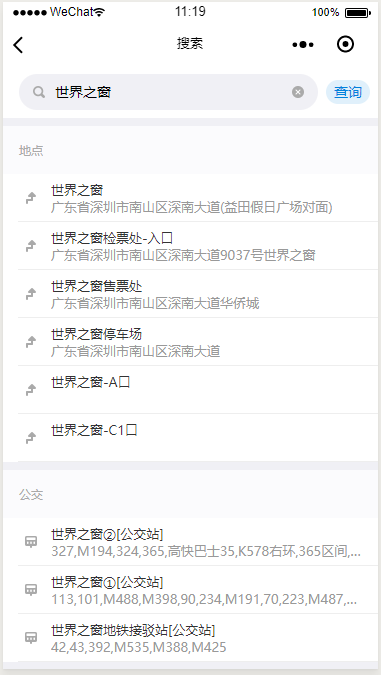 WeChat
11:19
100%
搜索
世界之窗
查询
地点
世界之窗
广东省深圳市南山区深南大道(益田假日广场对面)
世界之窗检票处-入口
广东省深圳市南山区深南大道9037号世界之窗
世界之窗售票处
广东省深圳市南山区深南大道华侨城
世界之窗停车场
广东省深圳市南山区深南大道
世界之窗-A口
世界之窗-C1口
公交
世界之窗②[公交站]
327,M194,324,365,高快巴士35,K578右环,365区间,...
世界之窗①[公交站]
113,101,M488,M398,90,234,M191,70,223,M487,...
世界之窗地铁接驳站[公交站]
42,43,392,M535,M388,M425